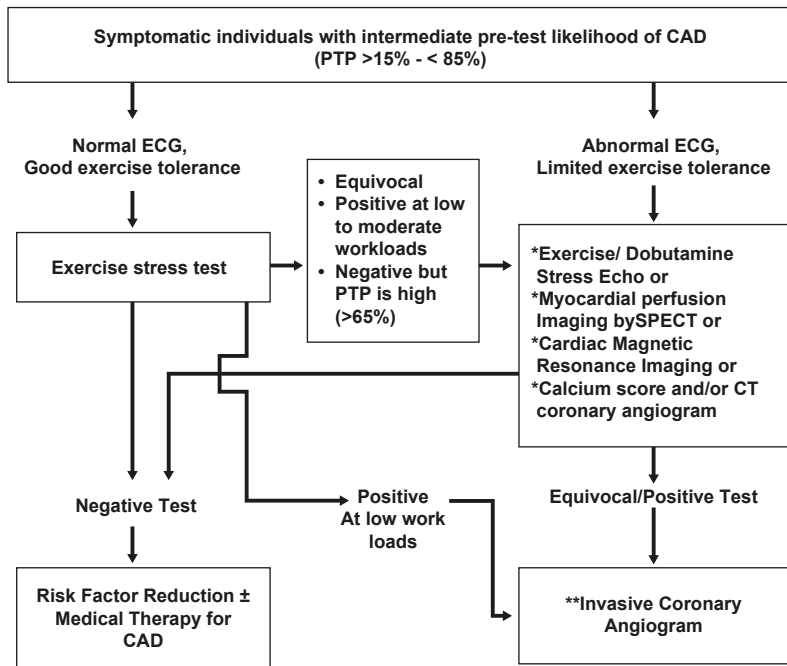 Symptomatic individuals with intermediate pre-test likelihood of CAD
(PTP >15% - < 85%)
Normal ECG,
Good exercise tolerance
Abnormal ECG,
Limited exercise tolerance
Exercise stress test
• Equivocal
• Positive at low
to moderate
workloads
• Negative but
PTP is high
(>65%)
*Exercise/ Dobutamine
Stress Echo or
*Myocardial perfusion
Imaging bySPECT or
*Cardiac Magnetic
Resonance Imaging or
*Calcium score and/or CT
coronary angiogram
Negative Test
Positive
At low work
loads
Equivocal/Positive Test
Risk Factor Reduction ±
Medical Therapy for
CAD
**Invasive Coronary
Angiogram